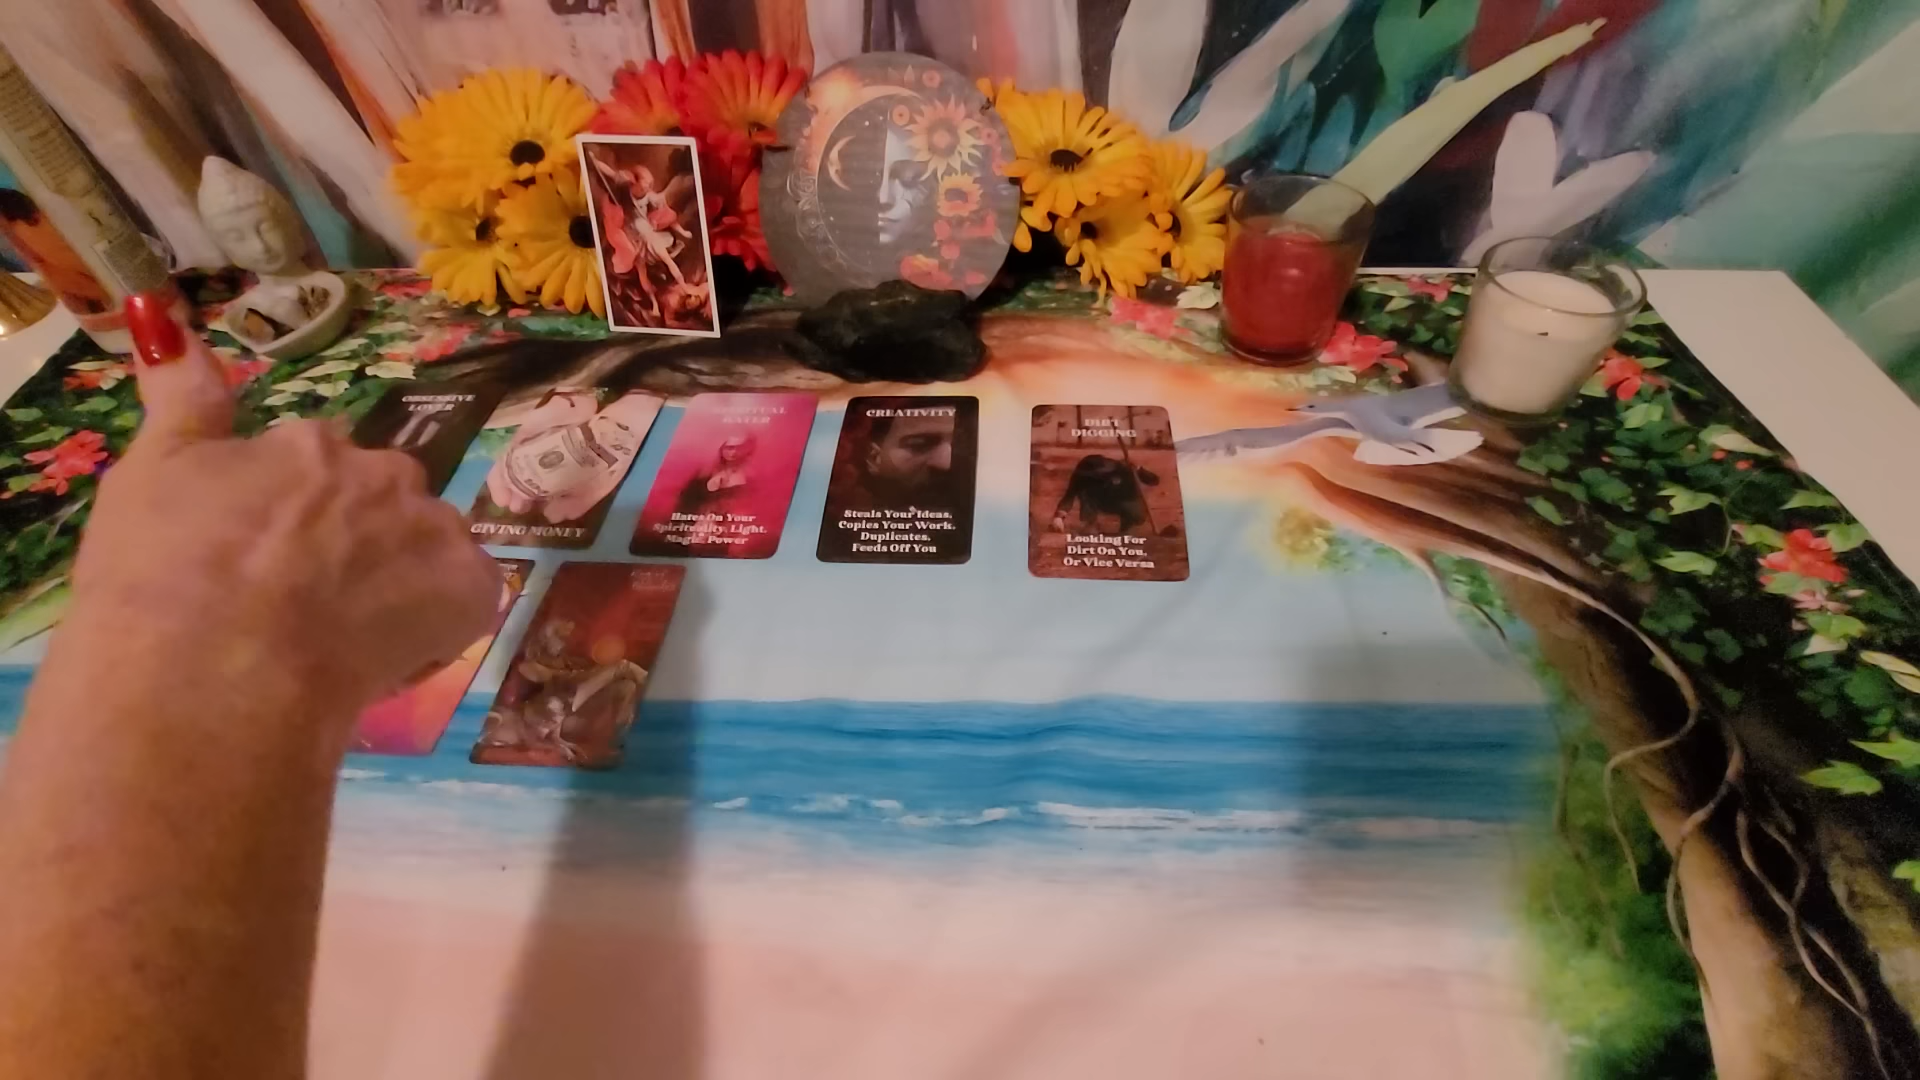 OBSESSIVE
LOVER
GIVING MONEY
SPIRITUAL
HATER
Hates On Your
Spirituality, Light,
Magic, Power
CREATIVITY
Steals Your Ideas,
Copies Your Work,
Duplicates,
Feeds Off You
DIRT
DIGGING
Looking For
Dirt On You,
Or Vice Versa